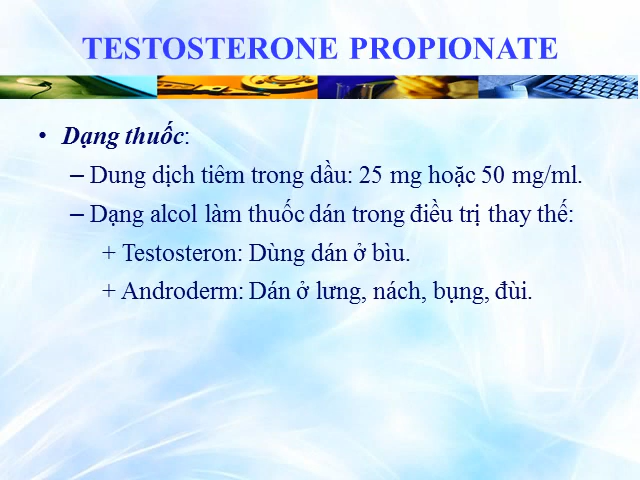 TESTOSTERONE PROPIONATE
• Dạng thuốc:
– Dung dịch tiêm trong dầu: 25 mg hoặc 50 mg/ml.
– Dạng alcol làm thuốc dán trong điều trị thay thế:
+ Testosteron: Dùng dán ở bìu.
+ Androderm: Dán ở lưng, nách, bụng, đùi.